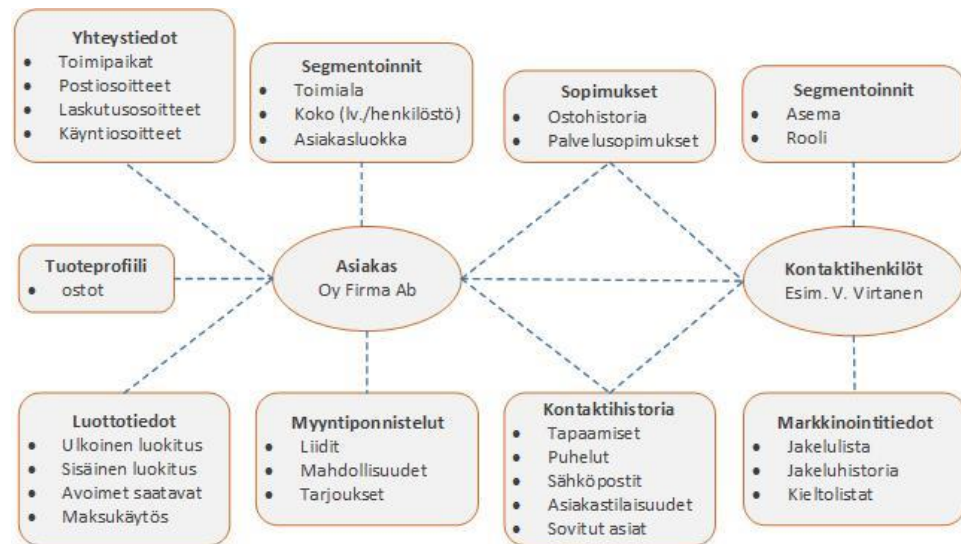 Yhteystiedot
• Toimipaikat
• Postiosoitteet
• Laskutusosoitteet
• Käyntiosoitteet
Segmentoinnit
• Toimiala
• Koko (lv./henkilöstö)
• Asiakasluokka
Sopimukset
• Ostohistoria
• Palvelusopimukset
Segmentoinnit
• Asema
• Rooli
Tuoteprofiili
• ostot
Asiakas
Oy Firma Ab
Kontaktihenkilöt
Esim. V. Virtanen
Luottotiedot
• Ulkoinen luokitus
• Sisäinen luokitus
• Avoimet saatavat
• Maksukäytös
Myyntiponnistelut
• Liidit
• Mahdollisuudet
• Tarjoukset
Kontaktihistoria
• Tapaamiset
• Puhelut
• Sähköpostit
• Asiakastilaisuudet
• Sovitut asiat
Markkinointitiedot
• Jakelulista
• Jakeluhistoria
• Kieltolistat